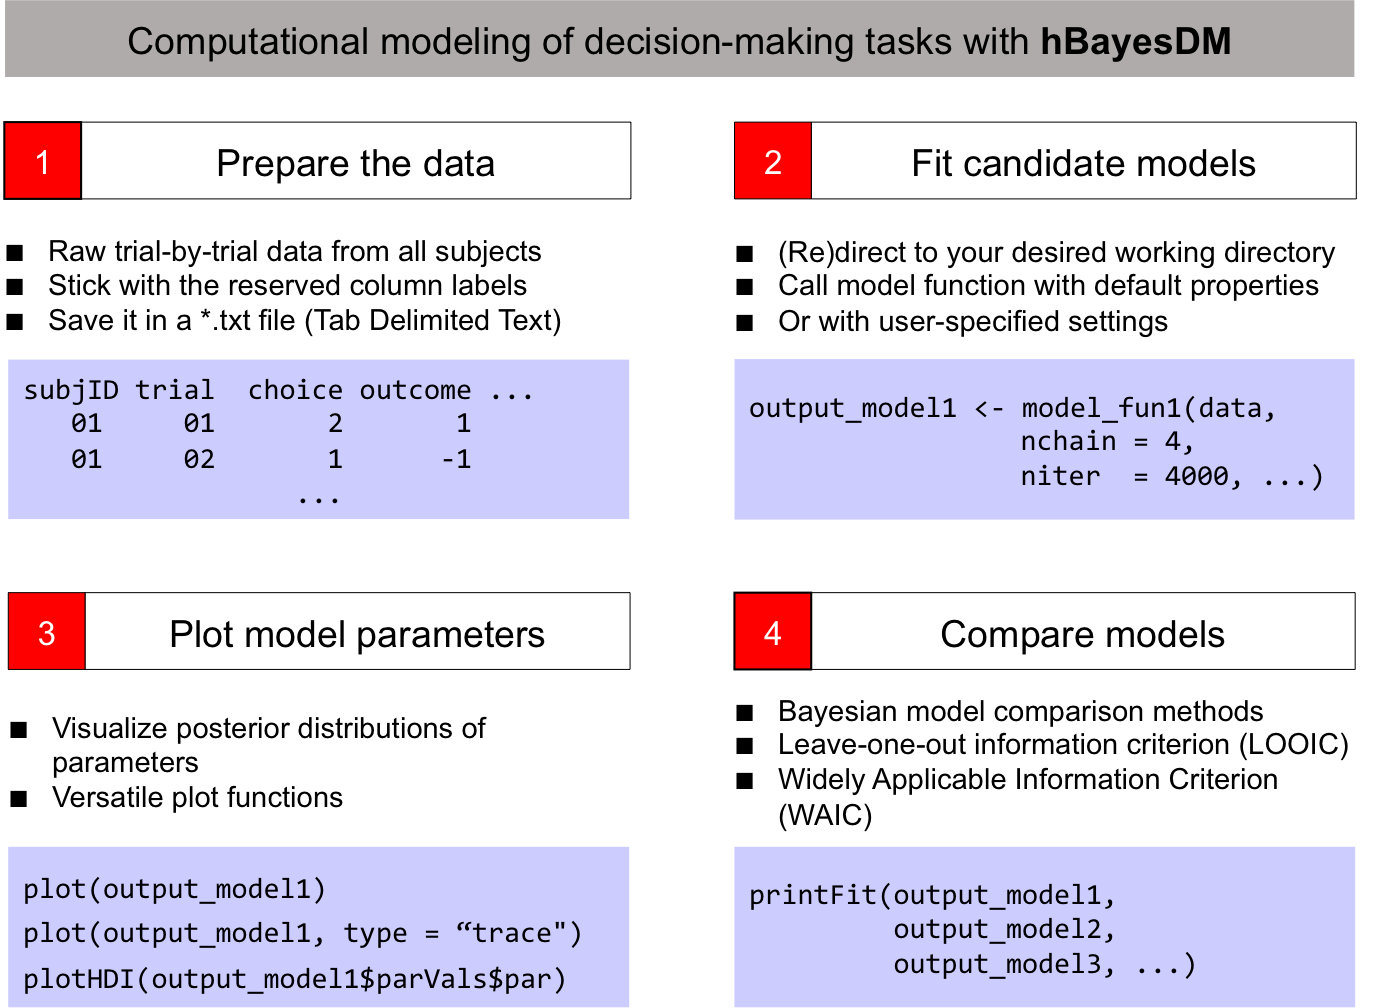 Computational modeling of decision-making tasks with hBayesDM
1
Prepare the data
■ Raw trial-by-trial data from all subjects
■ Stick with the reserved column labels
■ Save it in a *.txt file (Tab Delimited Text)
subjID trial  choice outcome ...
01 01 2 1
01 02 1 -1
...
2
Fit candidate models
■ (Re)direct to your desired working directory
■ Call model function with default properties
■ Or with user-specified settings
output_model1 <- model_fun1(data,
nchain = 4,
niter  = 4000, ...)
3
Plot model parameters
■ Visualize posterior distributions of
parameters
■ Versatile plot functions
plot(output_model1)
plot(output_model1, type = “trace")
plotHDI(output_model1$parVals$par)
4
Compare models
■ Bayesian model comparison methods
■ Leave-one-out information criterion (LOOIC)
■ Widely Applicable Information Criterion
(WAIC)
printFit(output_model1,
output_model2,
output_model3, ...)